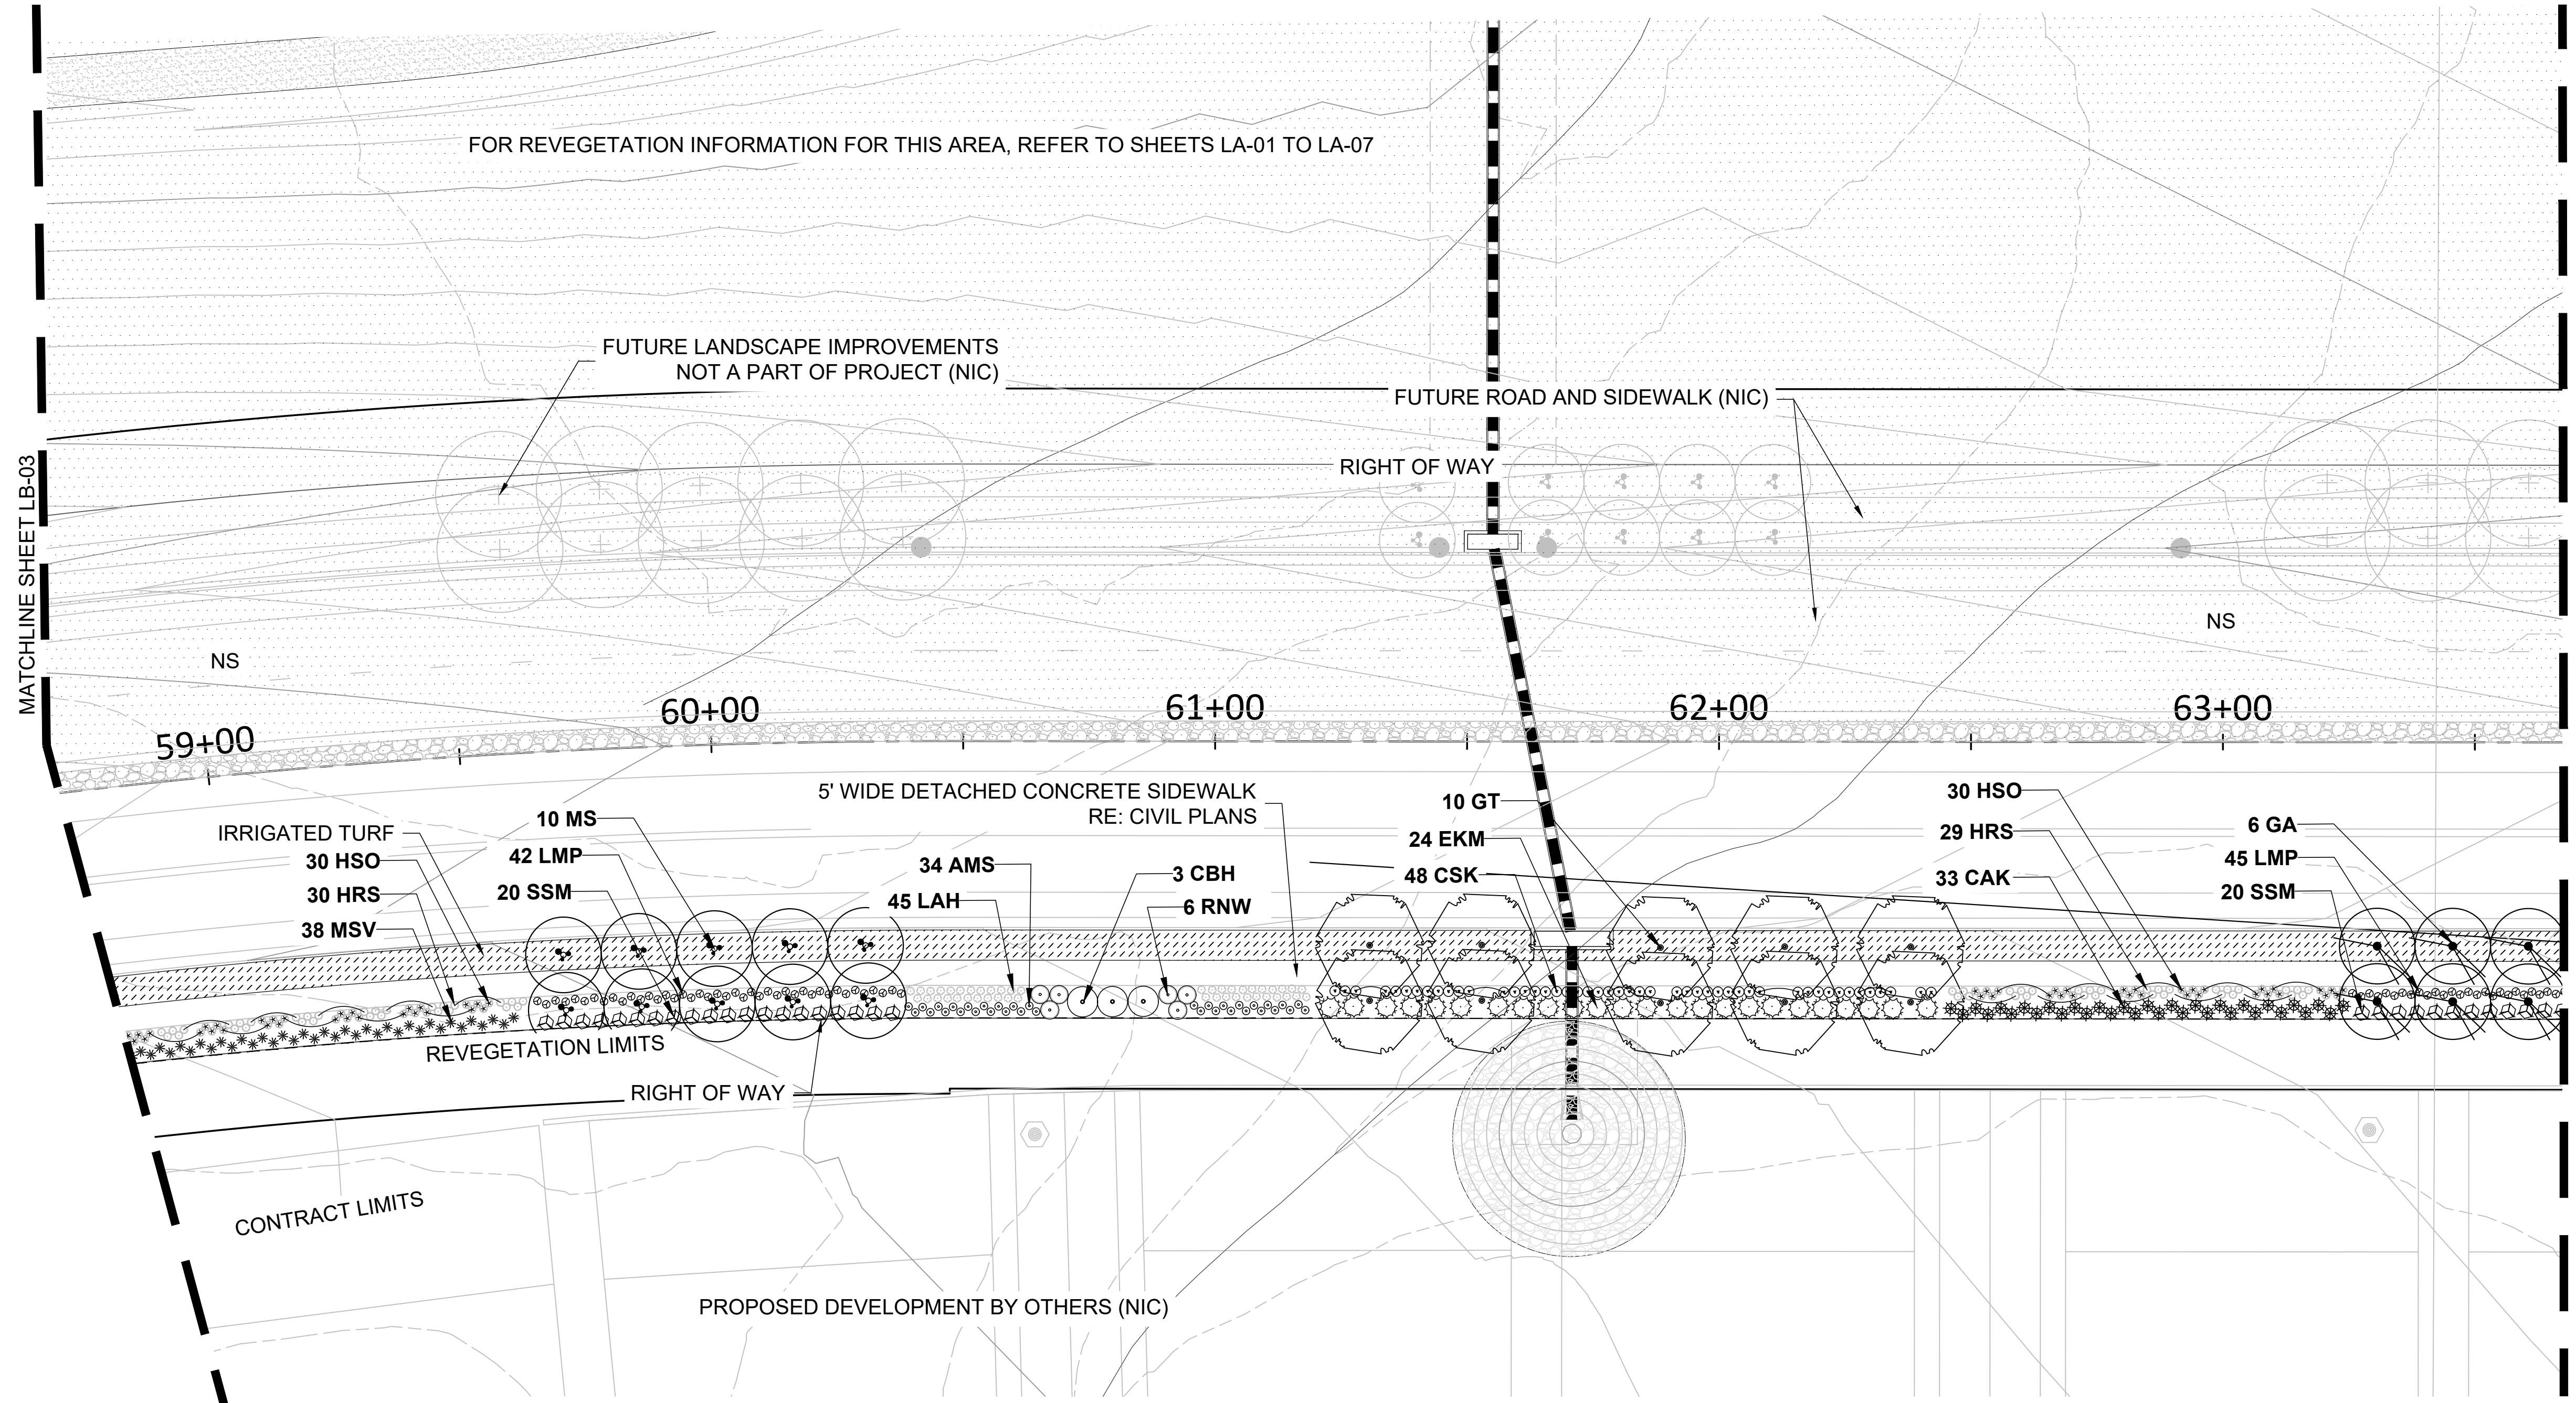 FOR REVEGETATION INFORMATION FOR THIS AREA, REFER TO SHEETS LA-01 TO LA-07
FUTURE LANDSCAPE IMPROVEMENTS
NOT A PART OF PROJECT (NIC)
FUTURE ROAD AND SIDEWALK (NIC)
RIGHT OF WAY
MATCHLINE SHEET LB-03
NS
NS
59+00
60+00
61+00
62+00
63+00
5' WIDE DETACHED CONCRETE SIDEWALK
RE: CIVIL PLANS
IRRIGATED TURF
30 HSO
30 HRS
38 MSV
10 MS
42 LMP
20 SSM
34 AMS
45 LAH
3 CBH
6 RNW
10 GT
24 EKM
48 CSK
30 HSO
29 HRS
33 CAK
6 GA
45 LMP
20 SSM
REVEGETATION LIMITS
RIGHT OF WAY
CONTRACT LIMITS
PROPOSED DEVELOPMENT BY OTHERS (NIC)